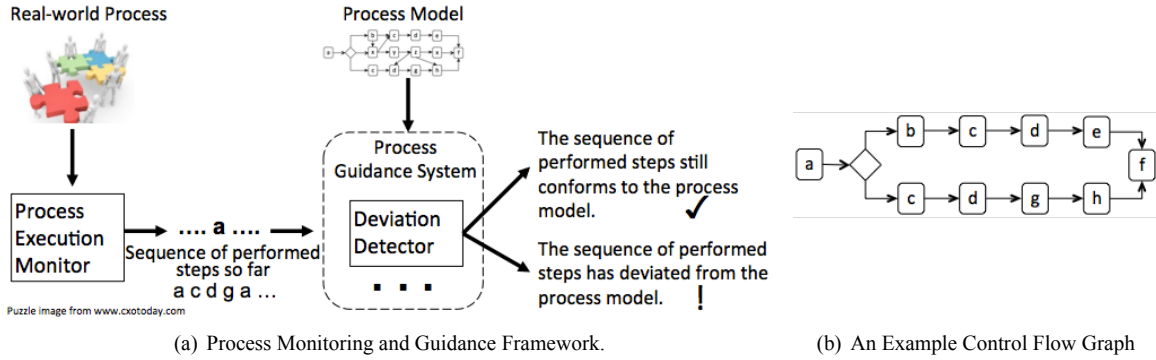 Real-world Process
Process Model
a
b c d e
x y z x f
c d g h
Process
Guidance System
Process
Execution
Monitor
.... a ....
Sequence of performed
steps so far
a c d g a ...
Deviation
Detector
. . .
The sequence of
performed steps still
conforms to the process
model. ✓
The sequence of performed
steps has deviated from the
process model. !
Puzzle image from www.cxotoday.com
(a) Process Monitoring and Guidance Framework.
b c d e
a f
c d g h
(b) An Example Control Flow Graph